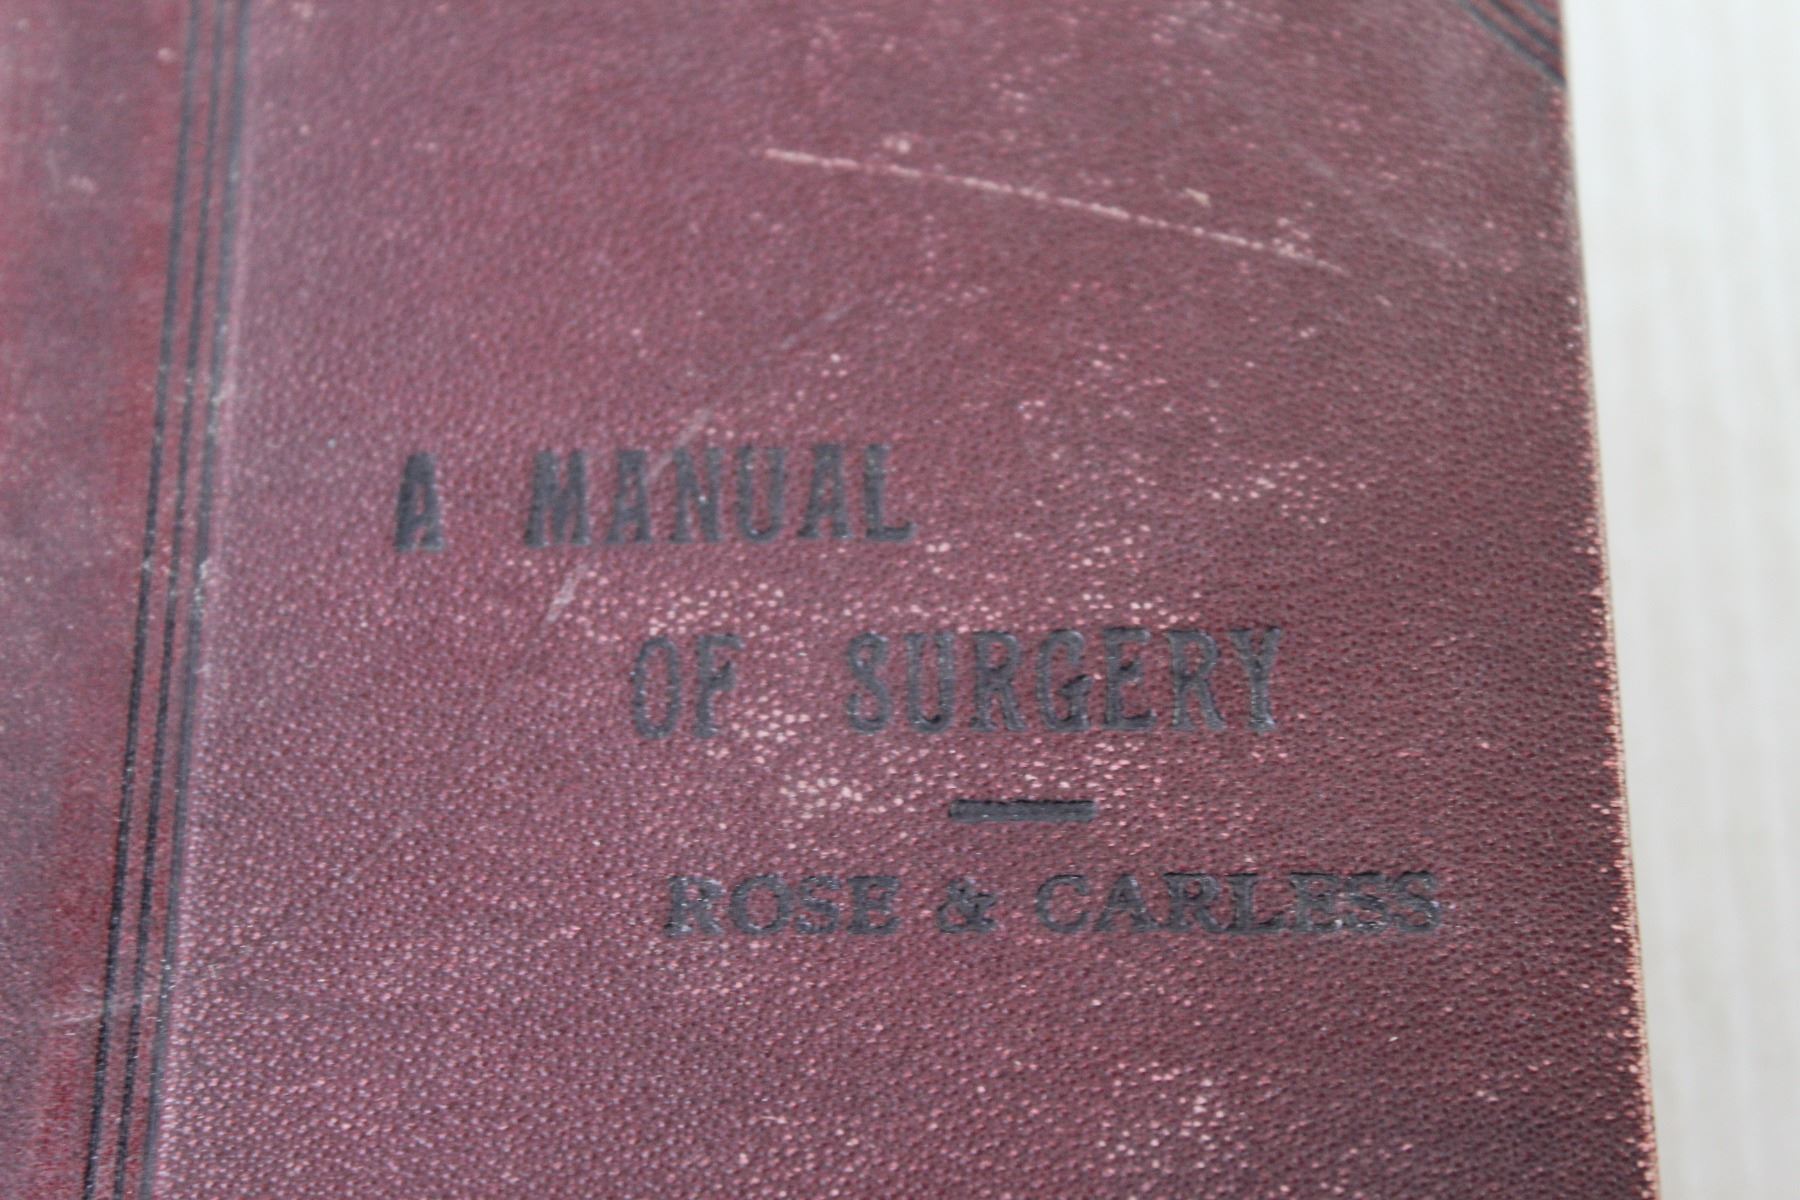 A MANUAL
OF SURGERY
ROSE & CARLESS